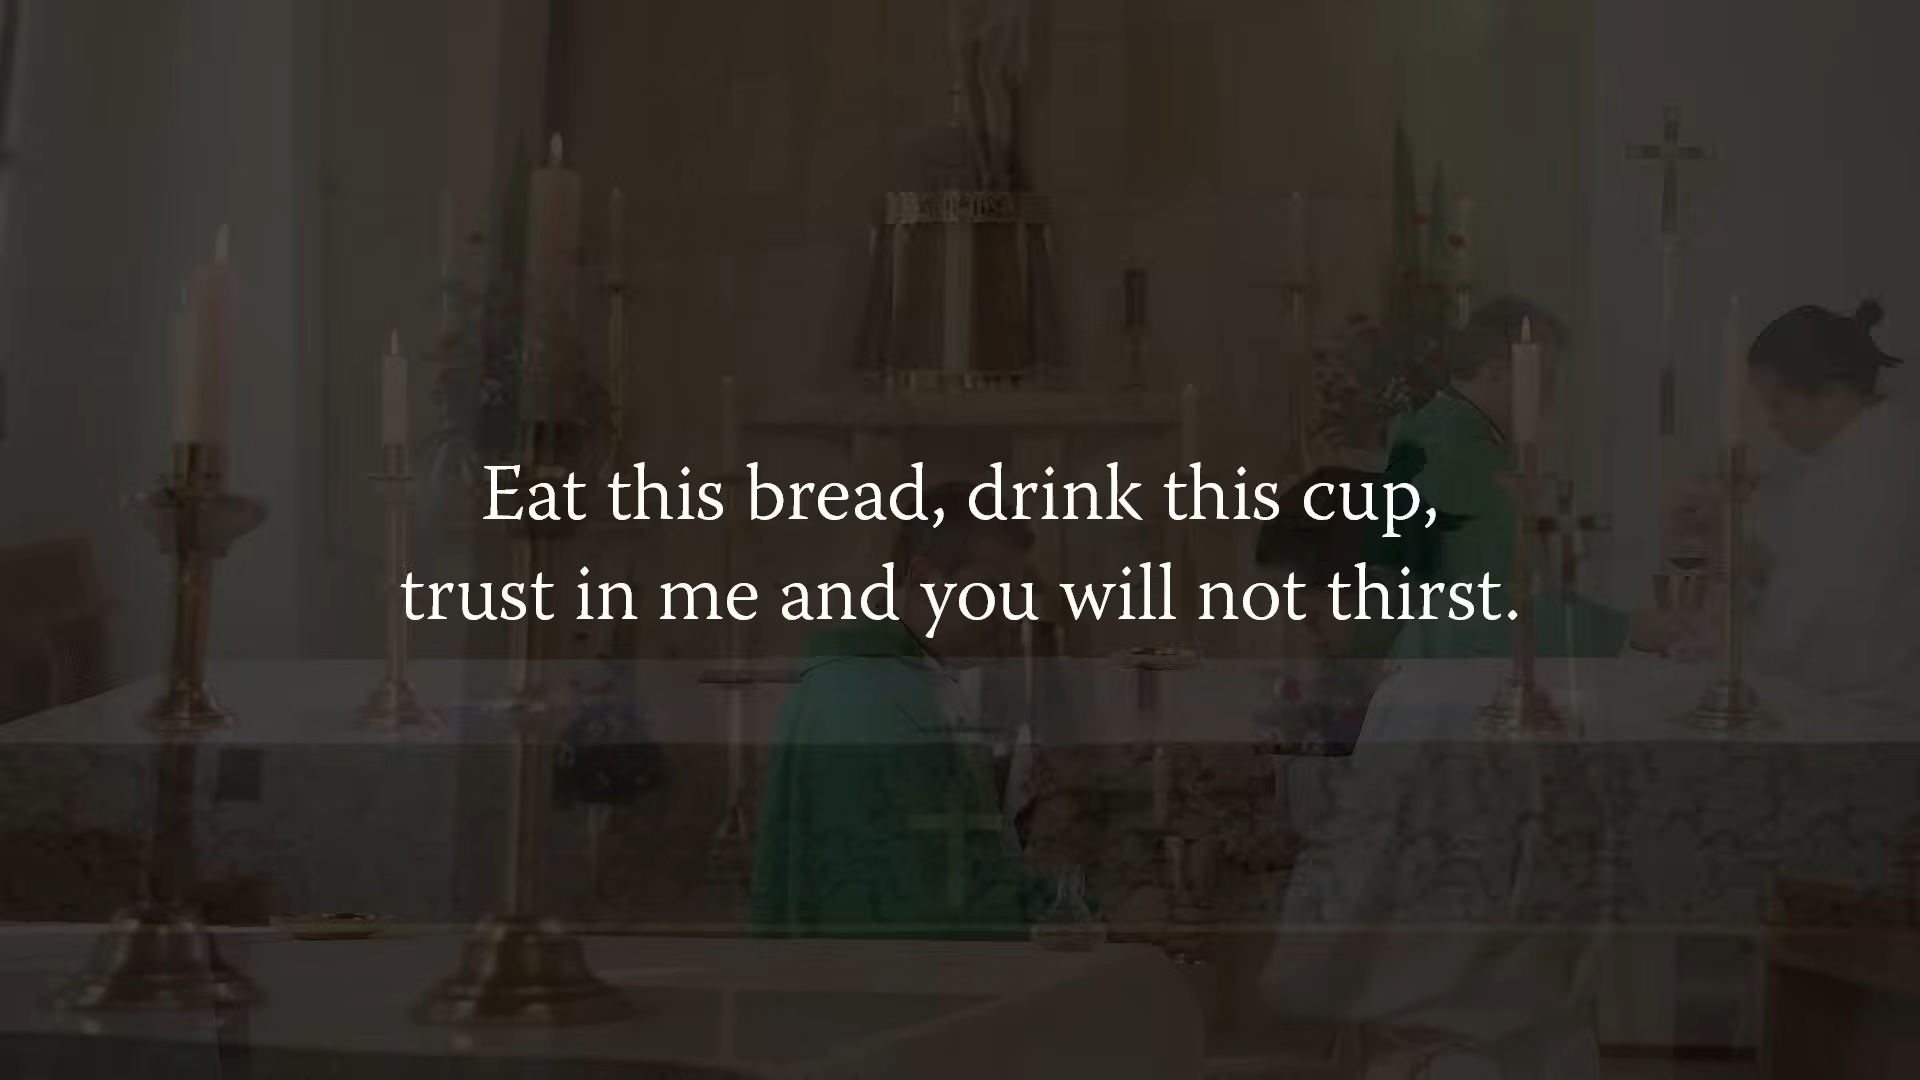 Eat this bread, drink this cup,
trust in me and you will not thirst.